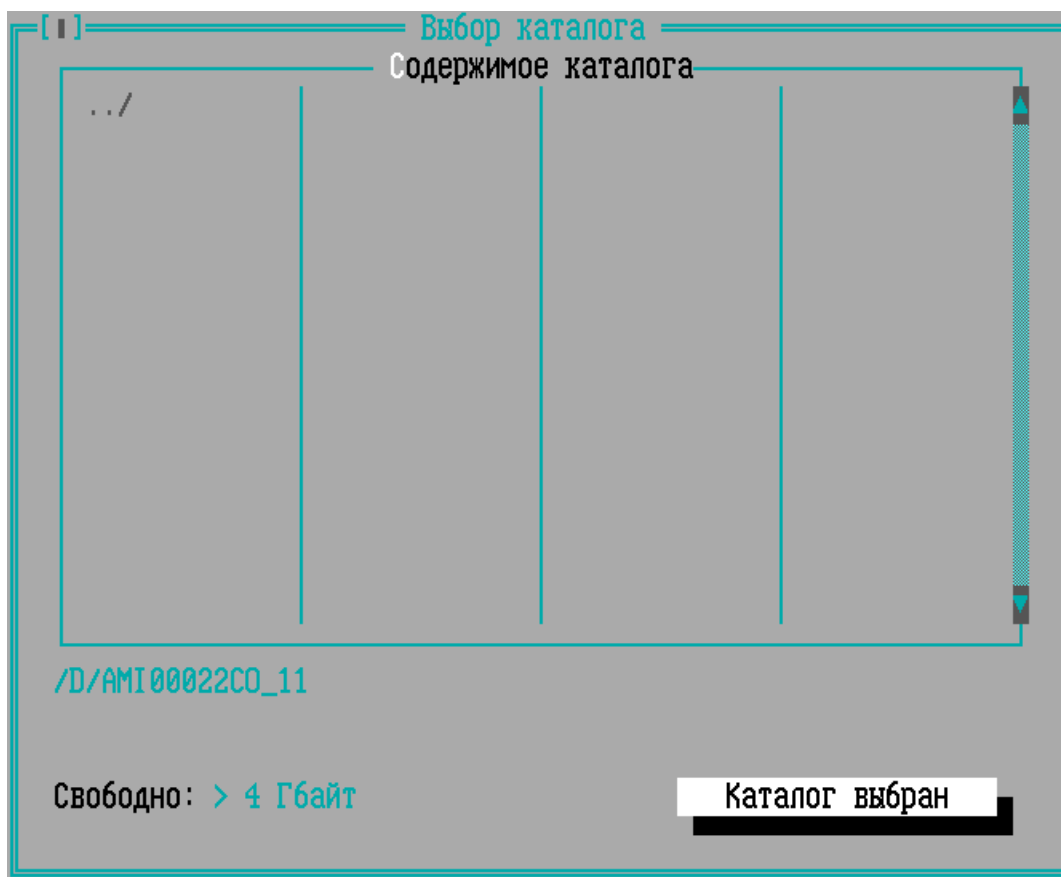 [▮] Выбор каталога
Содержимое каталога
../
/D/AMI00022CO_11
Свободно: > 4 Гбайт
Каталог выбран